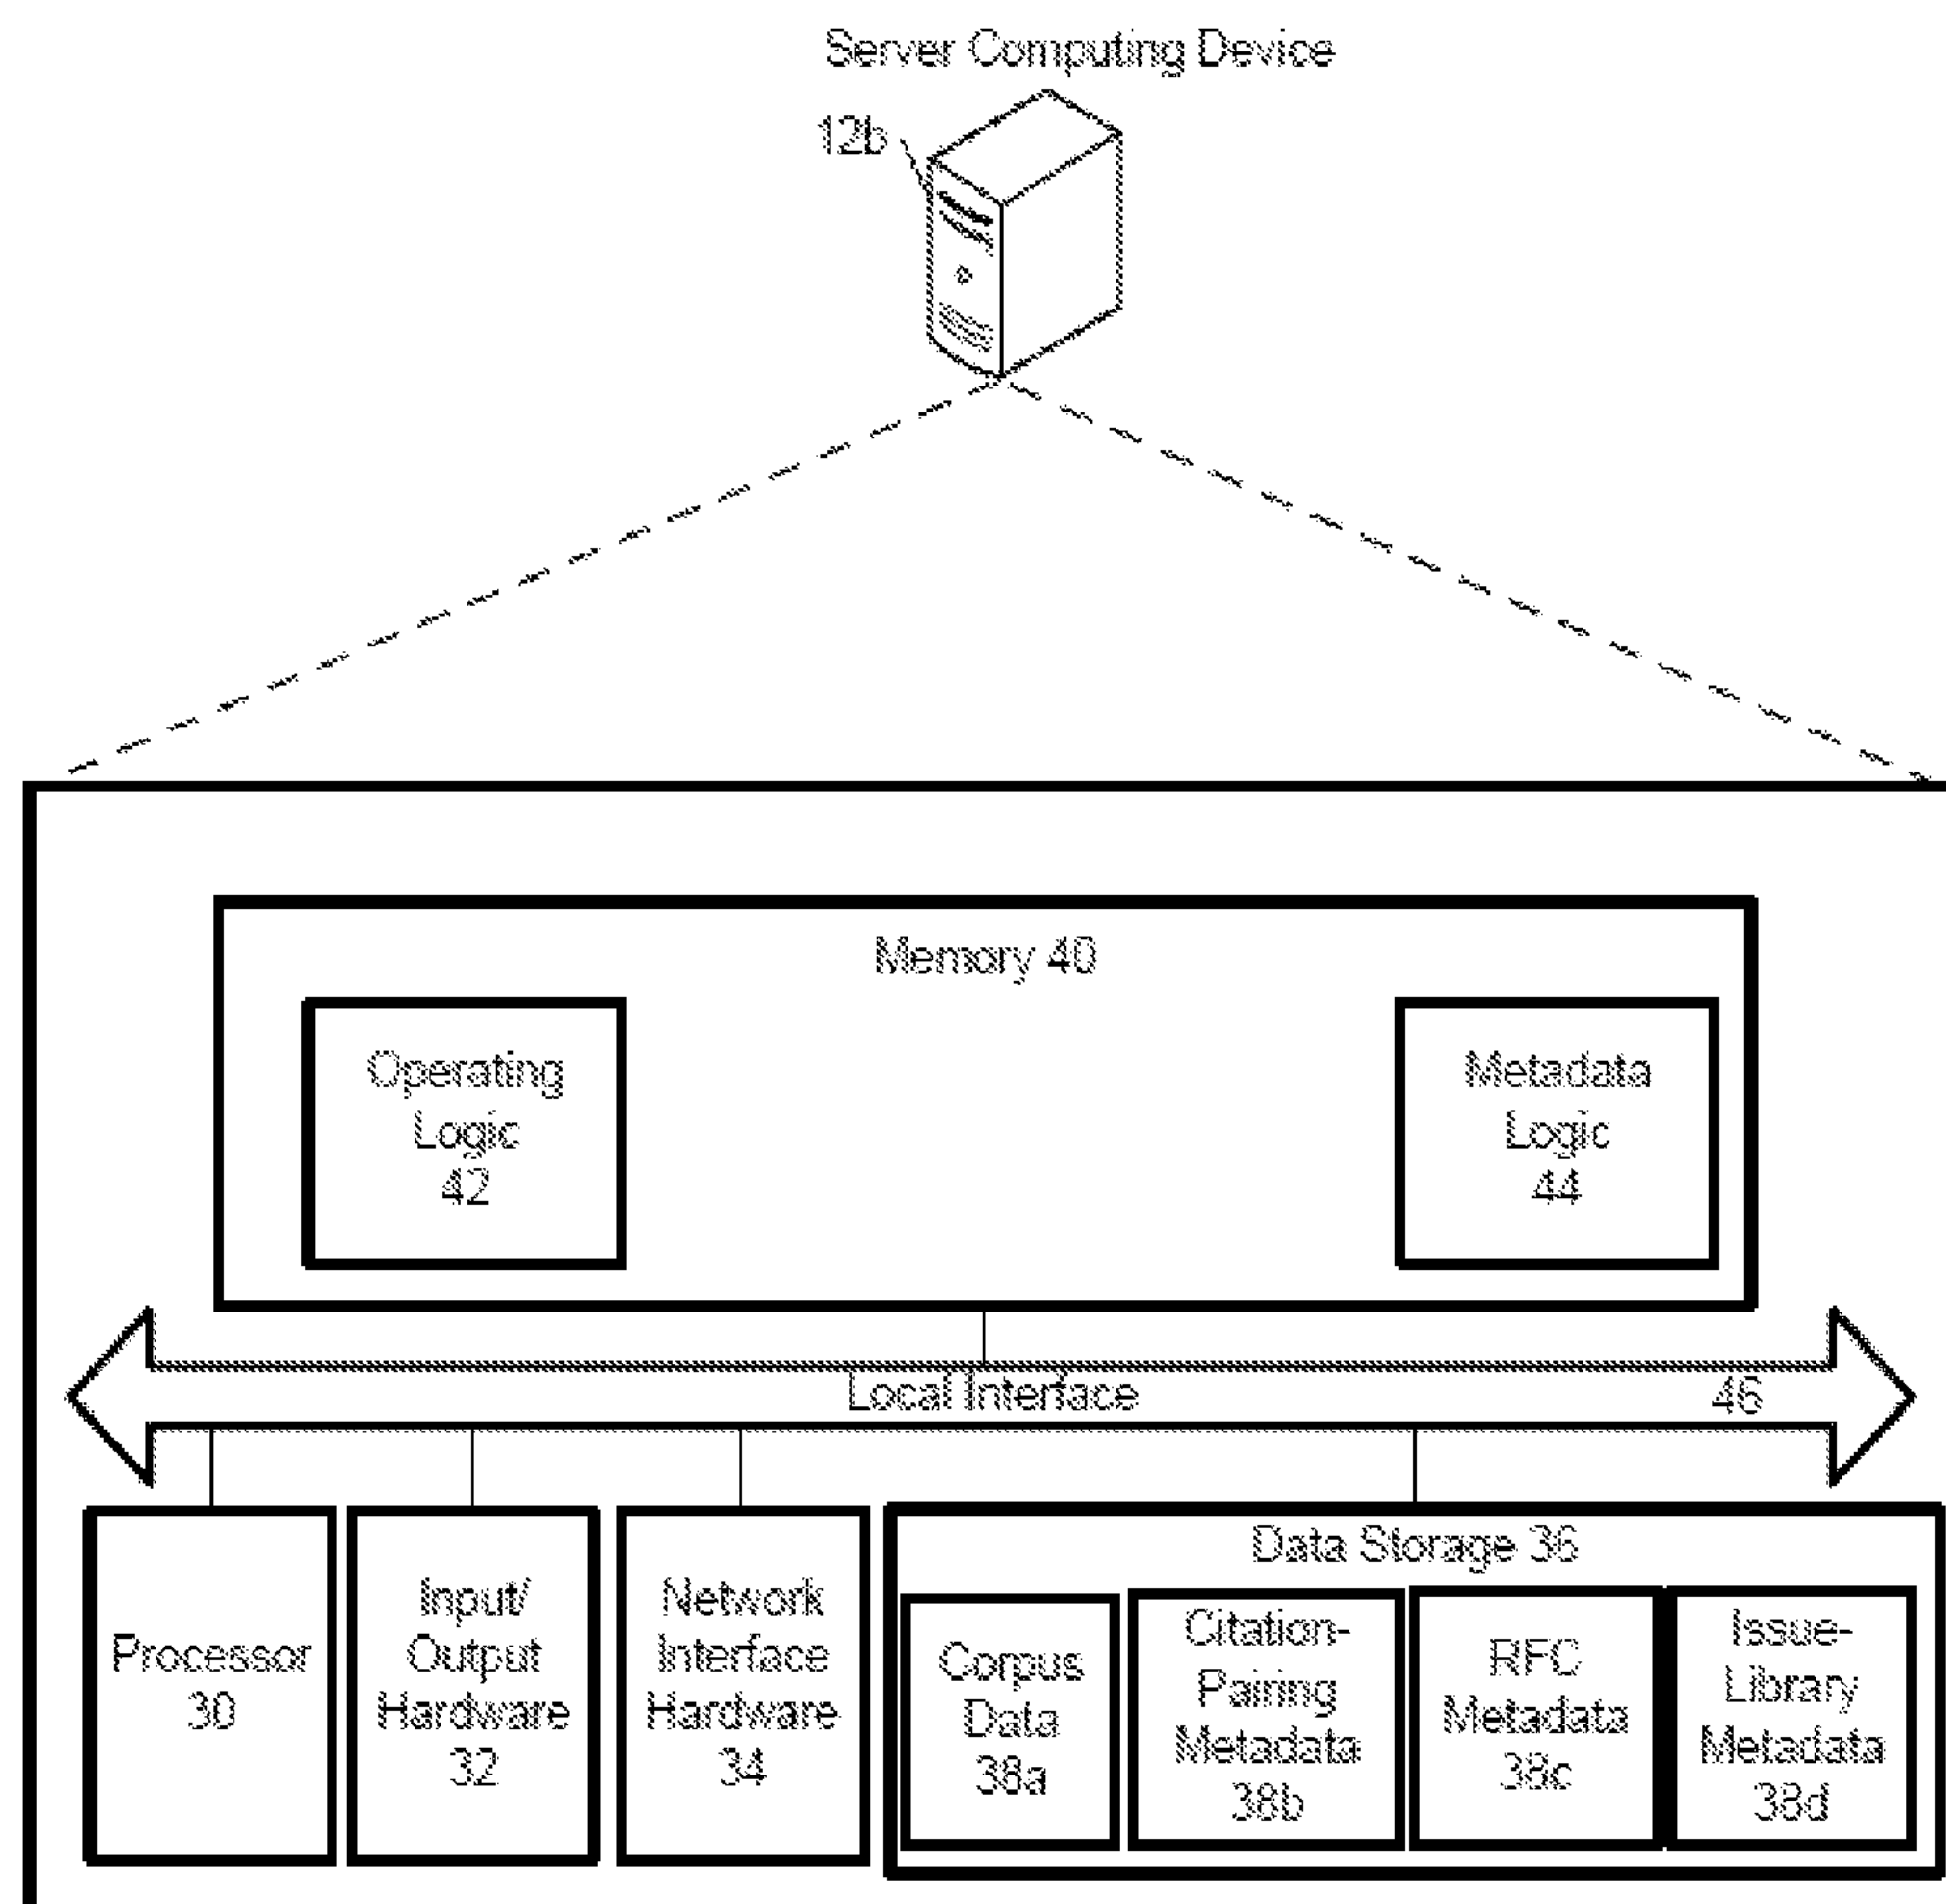 Server Computing Device
12b
Memory 40
Operating
Logic
42
Metadata
Logic
44
Local Interface
46
Processor
30
Input/
Output
Hardware
32
Network
Interface
Hardware
34
Data Storage 36
Corpus
Data
38a
Citation-
Pairing
Metadata
38b
RFC
Metadata
38c
Issue-
Library
Metadata
38d